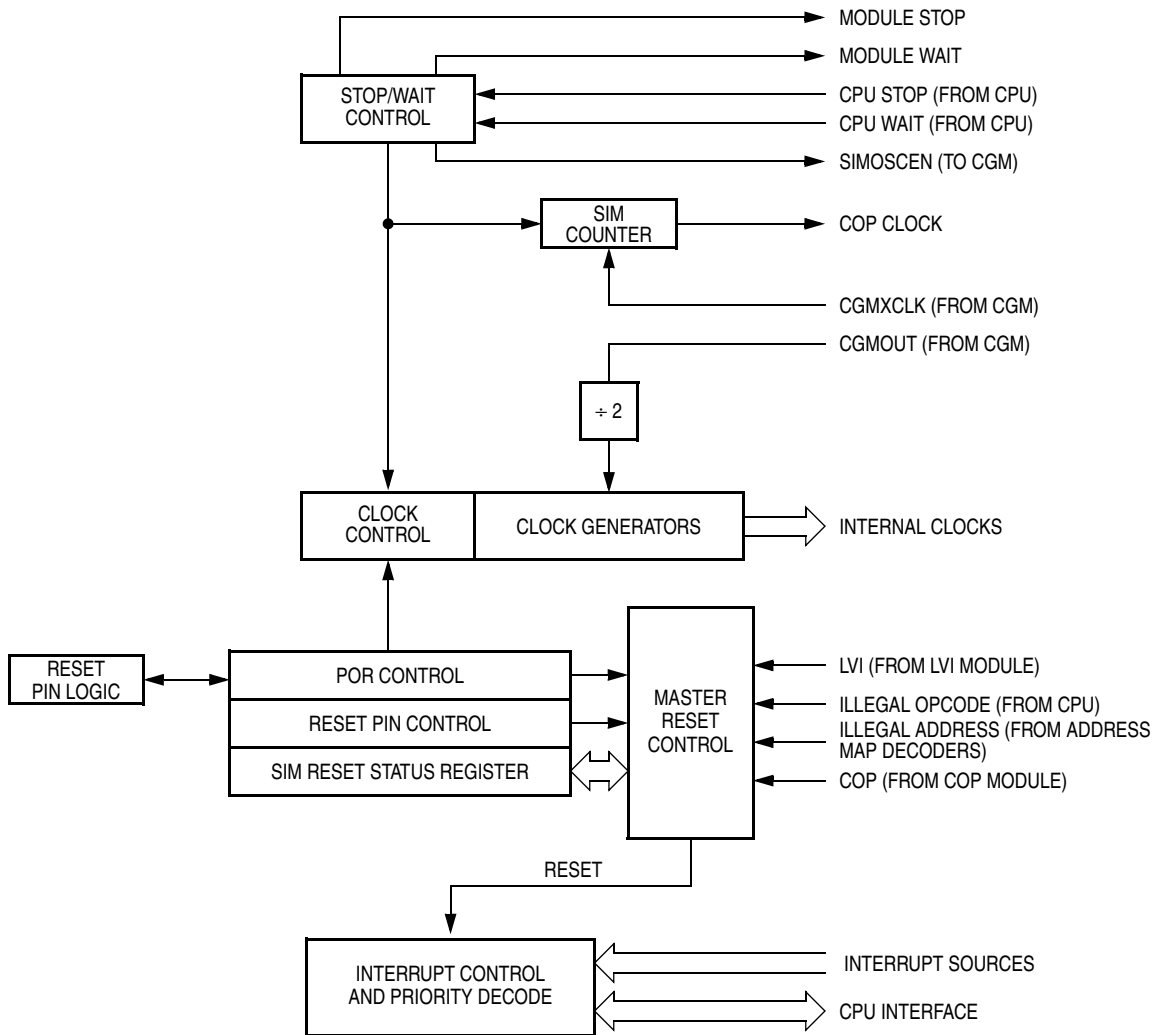 MODULE STOP
MODULE WAIT
STOP/WAIT
CONTROL
CPU STOP (FROM CPU)
CPU WAIT (FROM CPU)
SIMOSCEN (TO CGM)
SIM
COUNTER
COP CLOCK
CGMXCLK (FROM CGM)
CGMOUT (FROM CGM)
÷ 2
CLOCK
CONTROL
CLOCK GENERATORS
INTERNAL CLOCKS
RESET
PIN LOGIC
POR CONTROL
RESET PIN CONTROL
SIM RESET STATUS REGISTER
MASTER
RESET
CONTROL
LVI (FROM LVI MODULE)
ILLEGAL OPCODE (FROM CPU)
ILLEGAL ADDRESS (FROM ADDRESS
MAP DECODERS)
COP (FROM COP MODULE)
RESET
INTERRUPT CONTROL
AND PRIORITY DECODE
INTERRUPT SOURCES
CPU INTERFACE